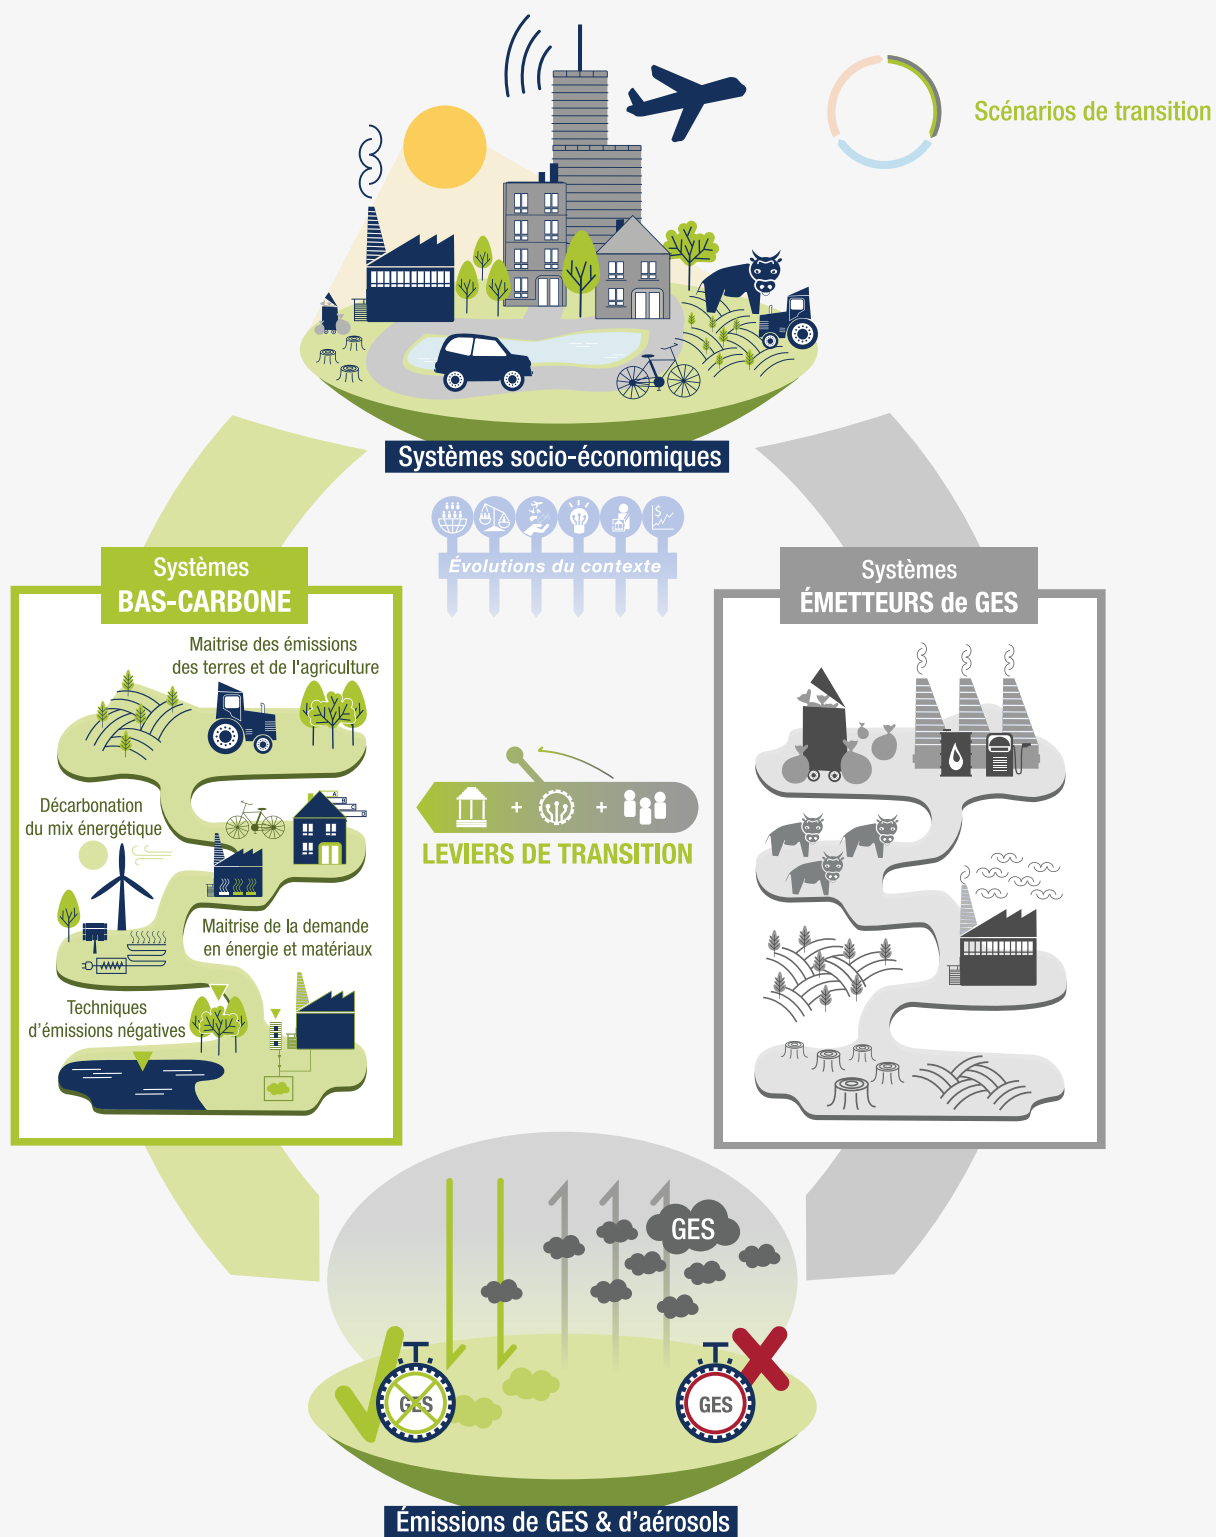 Scénarios de transition
Systèmes socio-économiques
$
Évolutions du contexte
Systèmes
BAS-CARBONE
Maitrise des émissions
des terres et de l'agriculture
A
B
C
D
Décarbonation
du mix énergétique
Maitrise de la demande
en énergie et matériaux
Techniques
d'émissions négatives
+
+
LEVIERS DE TRANSITION
Systèmes
ÉMETTEURS de GES
GES
GES
GES
Émissions de GES & d'aérosols